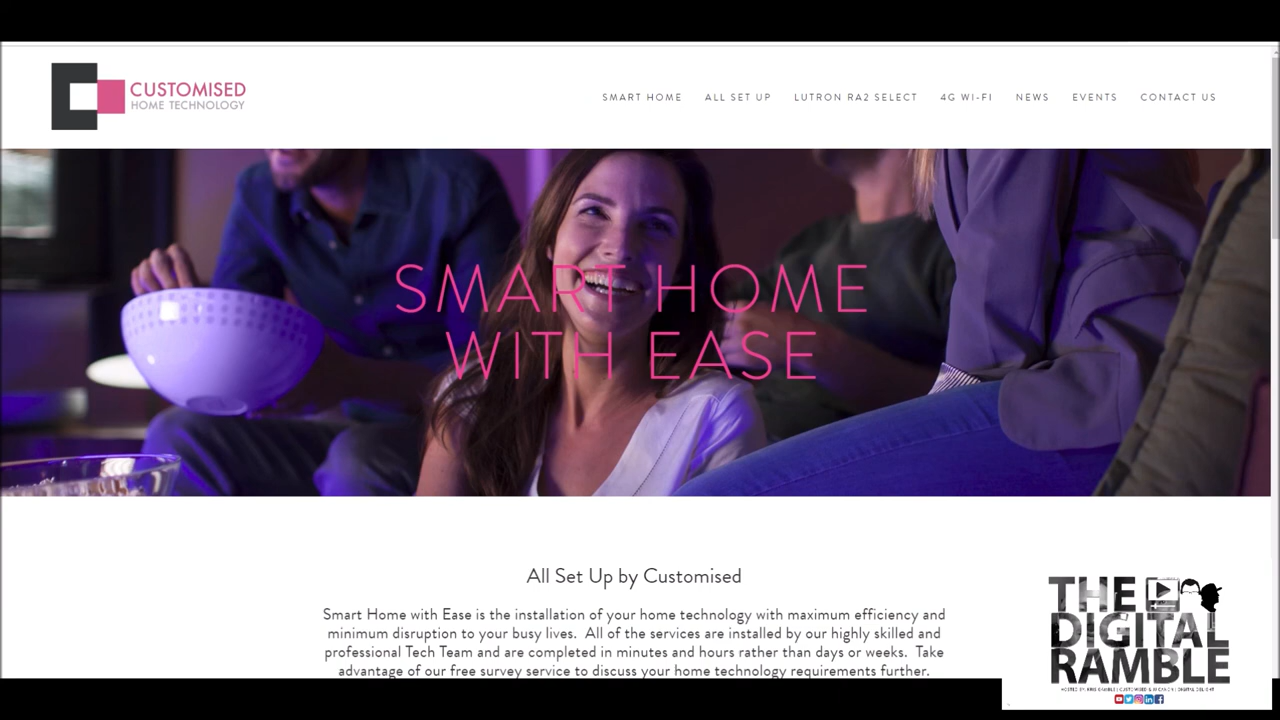 CUSTOMISED
HOME TECHNOLOGY
SMART HOME ALL SET UP LUTRON RA2 SELECT 4G WI-FI NEWS EVENTS CONTACT US
SMART HOME
WITH EASE
All Set Up by Customised
Smart Home with Ease is the installation of your home technology with maximum efficiency and
minimum disruption to your busy lives.  All of the services are installed by our highly skilled and
professional Tech Team and are completed in minutes and hours rather than days or weeks.  Take
advantage of our free survey service to discuss your home technology requirements further.
THE
DIGITAL
RAMBLE